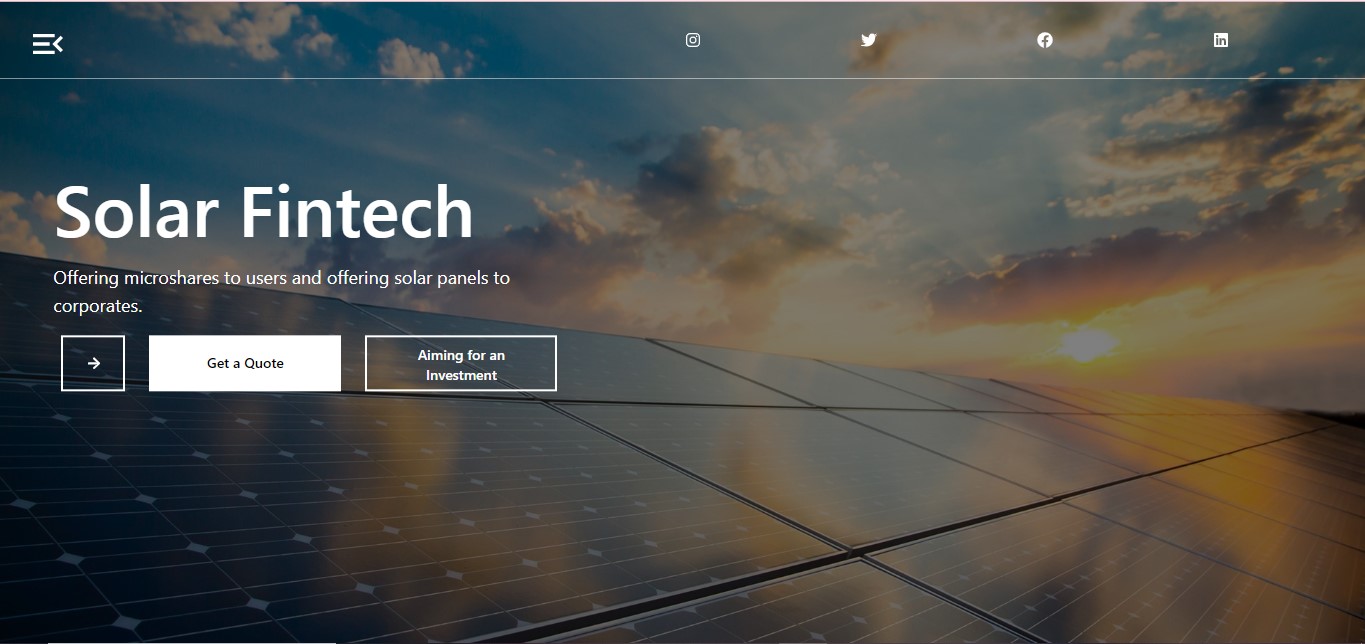 Solar Fintech
Offering microshares to users and offering solar panels to
corporates.
Get a Quote
Aiming for an
Investment